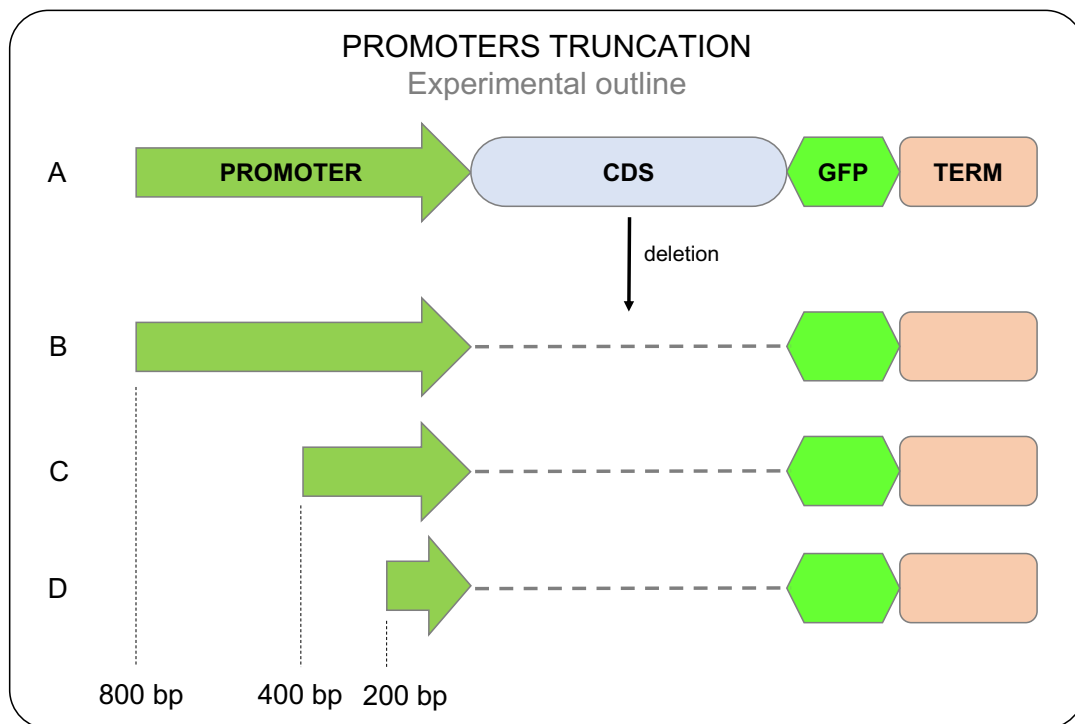 PROMOTERS TRUNCATION
Experimental outline
A PROMOTER CDS GFP TERM
deletion
B
C
D
800 bp 400 bp 200 bp